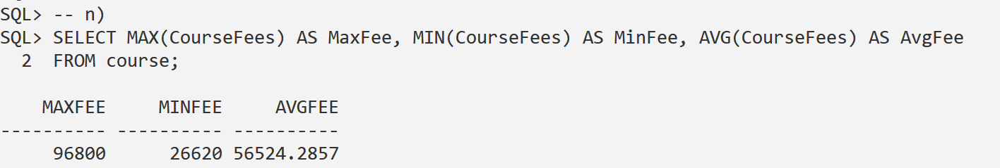 SQL> -- n)
SQL> SELECT MAX(CourseFees) AS MaxFee, MIN(CourseFees) AS MinFee, AVG(CourseFees) AS AvgFee
  2  FROM course;

    MAXFEE     MINFEE     AVGFEE
---------- ---------- ----------
     96800      26620 56524.2857